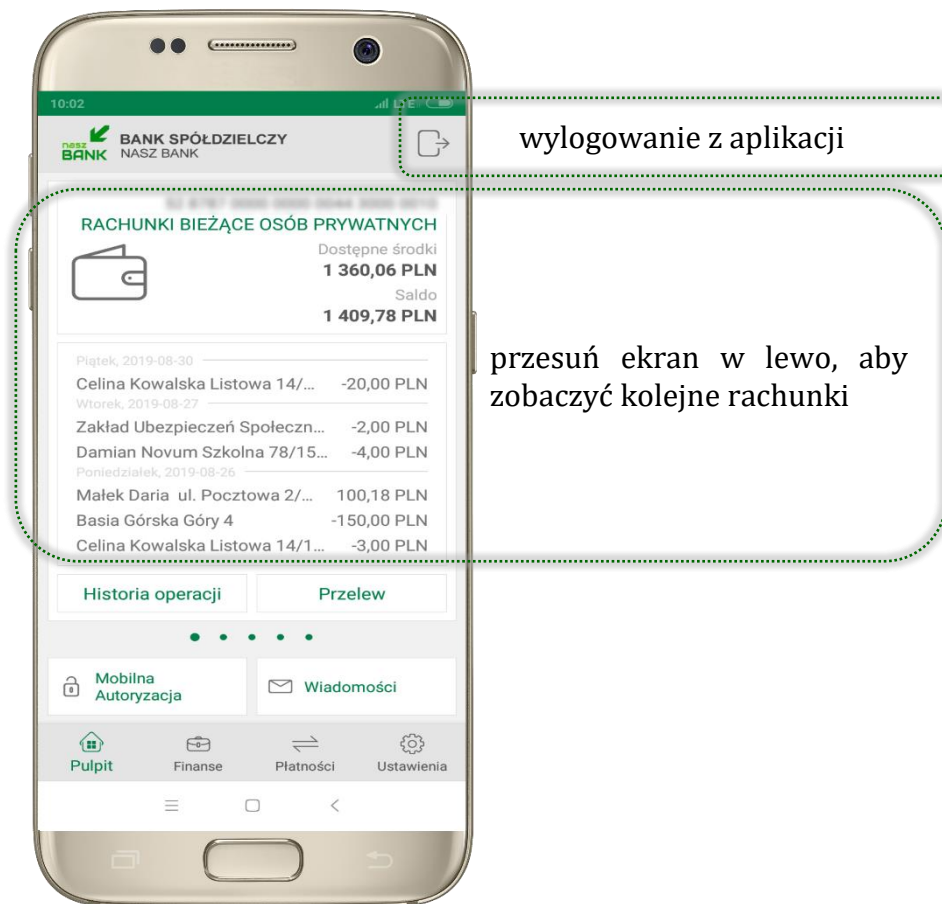 10:02
LTE
nasz
BANK
BANK SPÓŁDZIELCZY
NASZ BANK
wylogowanie z aplikacji
RACHUNKI BIEŻĄCE OSÓB PRYWATNYCH
Dostępne środki
1 360,06 PLN
Saldo
1 409,78 PLN
przesuń ekran w lewo, aby
zobaczyć kolejne rachunki
Piątek, 2019-08-30
Celina Kowalska Listowa 14/... -20,00 PLN
Wtorek, 2019-08-27
Zakład Ubezpieczeń Społeczn... -2,00 PLN
Damian Novum Szkolna 78/15... -4,00 PLN
Poniedziałek, 2019-08-26
Małek Daria ul. Pocztowa 2/... 100,18 PLN
Basia Górska Góry 4 -150,00 PLN
Celina Kowalska Listowa 14/1... -3,00 PLN
Historia operacji Przelew
Mobilna
Autoryzacja
Wiadomości
Pulpit Finanse Płatności Ustawienia